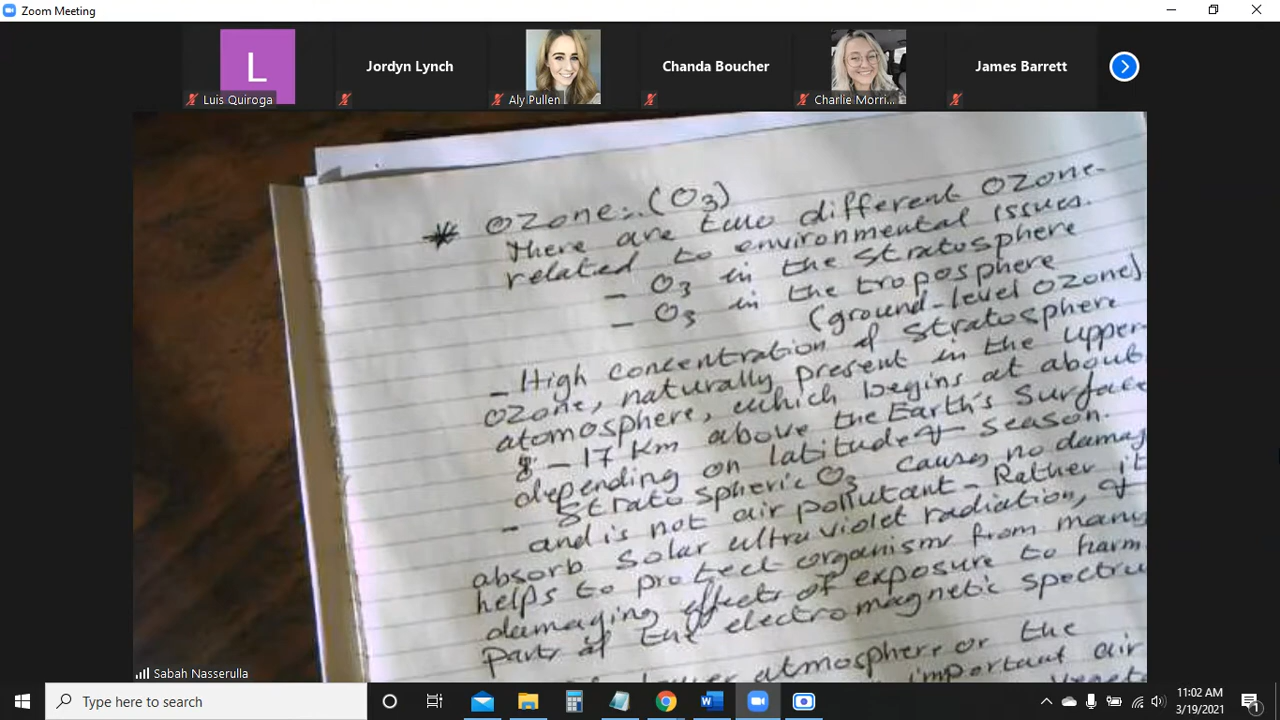 Zoom Meeting
L
Luis Quiroga
Jordyn Lynch
Aly Pullen
Chanda Boucher
Charlie Morri...
James Barrett
* Ozone:. (O3)
There are two different Ozone
related to environmental issues.
- O3 in the stratosphere
- O3 in the troposphere
(ground-level Ozone)
- High concentration of stratosphere
ozone, naturally present in the upper
atomosphere, which begins at about
8 - 17 Km above the Earth's Surface
depending on latitude & season.
- Stratospheric O3 causes no damag
and is not air pollutant - Rather it
absorb solar ultraviolet radiation, &
helps to protect organisms from many
damaging effects of exposure to harm
parts of the electromagnetic spectru
lower atmosphere or the
important air
Sabah Nasserulla
Type here to search
11:02 AM
3/19/2021
1